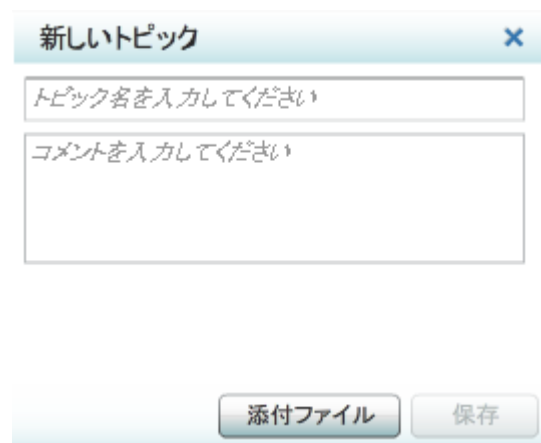 新しいトピック
トピック名を入力してください
コメントを入力してください
添付ファイル 保存